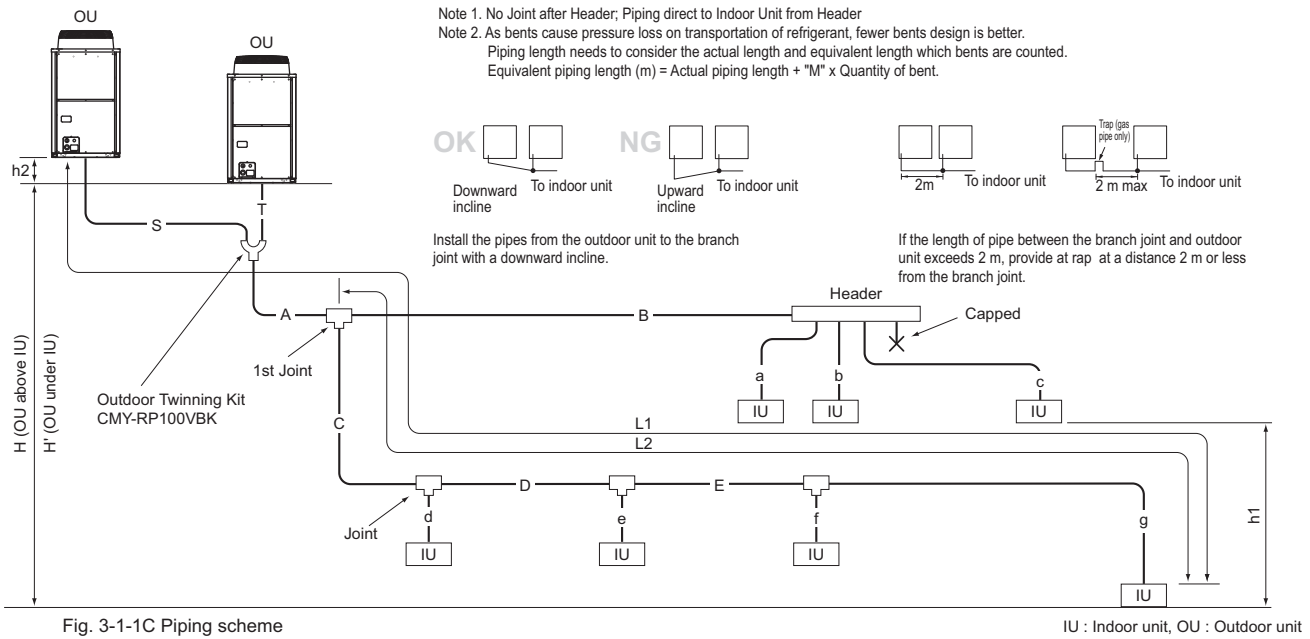 OU
OU
h2
Note 1. No Joint after Header; Piping direct to Indoor Unit from Header
Note 2. As bents cause pressure loss on transportation of refrigerant, fewer bents design is better.
Piping length needs to consider the actual length and equivalent length which bents are counted.
Equivalent piping length (m) = Actual piping length + "M" x Quantity of bent.
OK
Downward
incline
To indoor unit
NG
Upward
incline
To indoor unit
2m
To indoor unit
Trap (gas
pipe only)
2 m max
To indoor unit
Install the pipes from the outdoor unit to the branch
joint with a downward incline.
If the length of pipe between the branch joint and outdoor
unit exceeds 2 m, provide at rap at a distance 2 m or less
from the branch joint.
S
T
A
B
Header
Capped
1st Joint
Outdoor Twinning Kit
CMY-RP100VBK
H (OU above IU)
H' (OU under IU)
a
b
c
IU
IU
IU
C
L1
L2
D
E
Joint
d
e
f
g
h1
IU
IU
IU
IU
Fig. 3-1-1C Piping scheme
IU : Indoor unit, OU : Outdoor unit